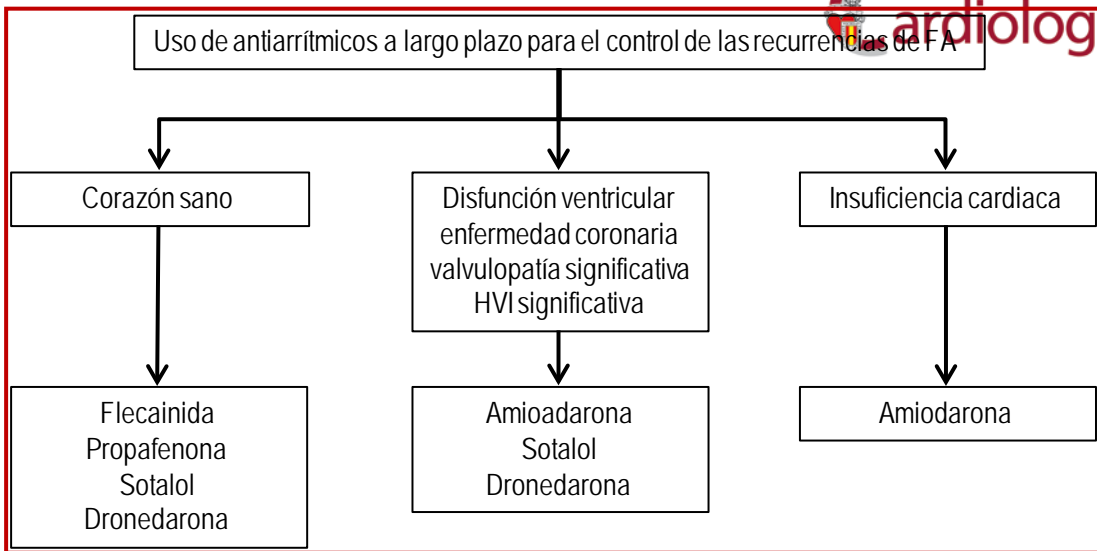 ardiolog
Uso de antiarrítmicos a largo plazo para el control de las recurrencias de FA
Corazón sano
Disfunción ventricular
enfermedad coronaria
valvulopatía significativa
HVI significativa
Insuficiencia cardiaca
Flecainida
Propafenona
Sotalol
Dronedarona
Amioadarona
Sotalol
Dronedarona
Amiodarona